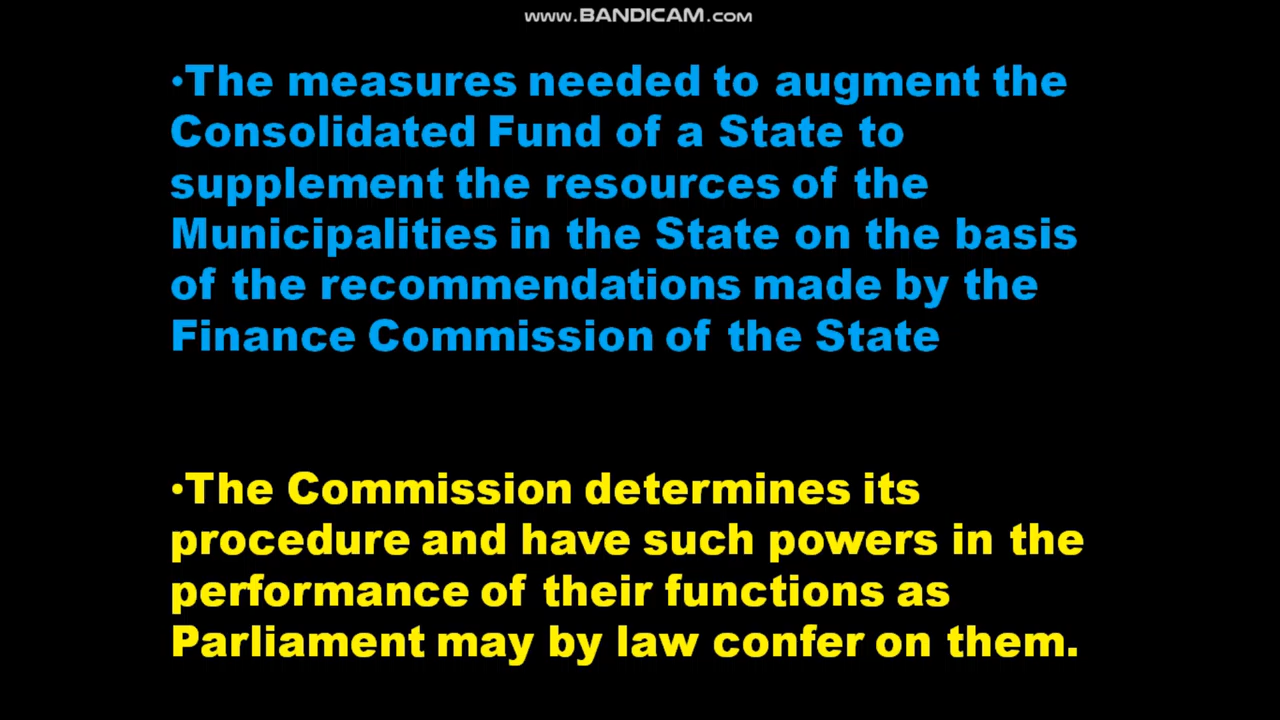 www.BANDICAM.com
•The measures needed to augment the
Consolidated Fund of a State to
supplement the resources of the
Municipalities in the State on the basis
of the recommendations made by the
Finance Commission of the State
•The Commission determines its
procedure and have such powers in the
performance of their functions as
Parliament may by law confer on them.